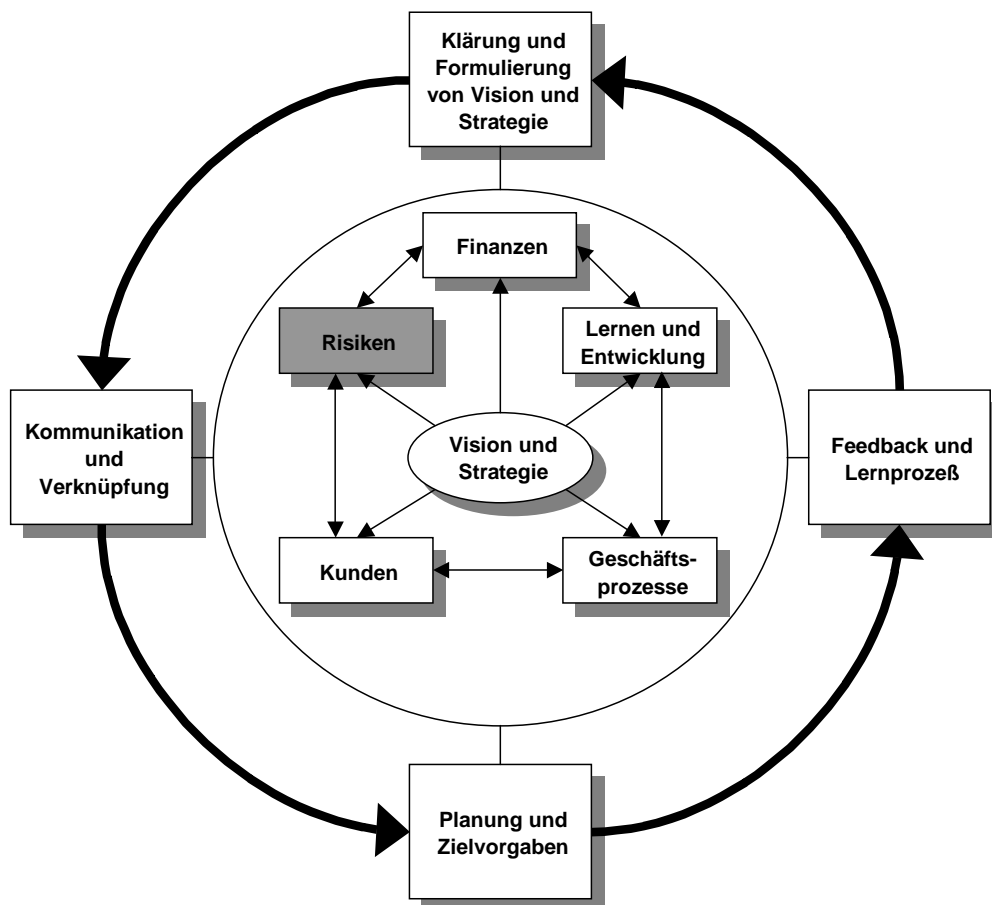 Klärung und
Formulierung
von Vision und
Strategie
Finanzen
Risiken
Lernen und
Entwicklung
Kommunikation
und
Verknüpfung
Vision und
Strategie
Feedback und
Lernprozeß
Kunden
Geschäfts-
prozesse
Planung und
Zielvorgaben